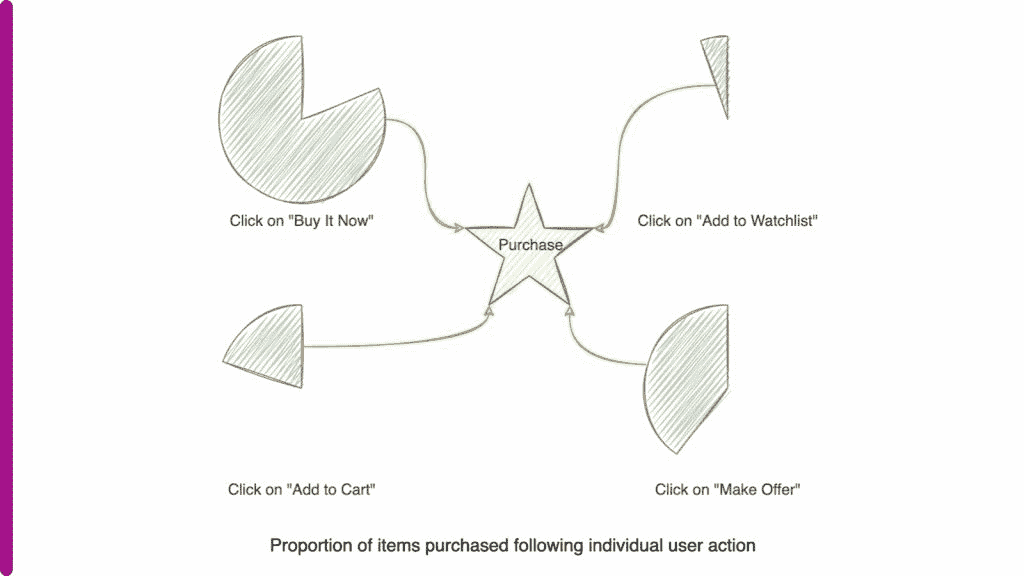 Click on "Buy It Now"
Click on "Add to Watchlist"
Purchase
Click on "Add to Cart"
Click on "Make Offer"
Proportion of items purchased following individual user action